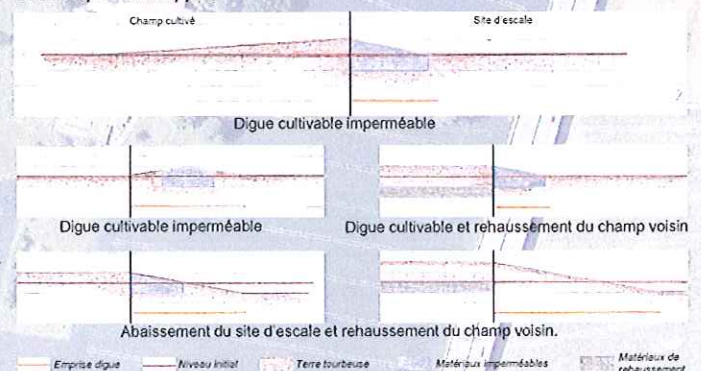 Champ cultivé
Site d'escale
Digue cultivable imperméable
Digue cultivable imperméable
Digue cultivable et rehaussement du champ voisin
Abaissement du site d'escale et rehaussement du champ voisin.
Emprise digue
Niveau initial
Terre tourbeuse
Matériaux imperméables
Matériaux de
rehaussement